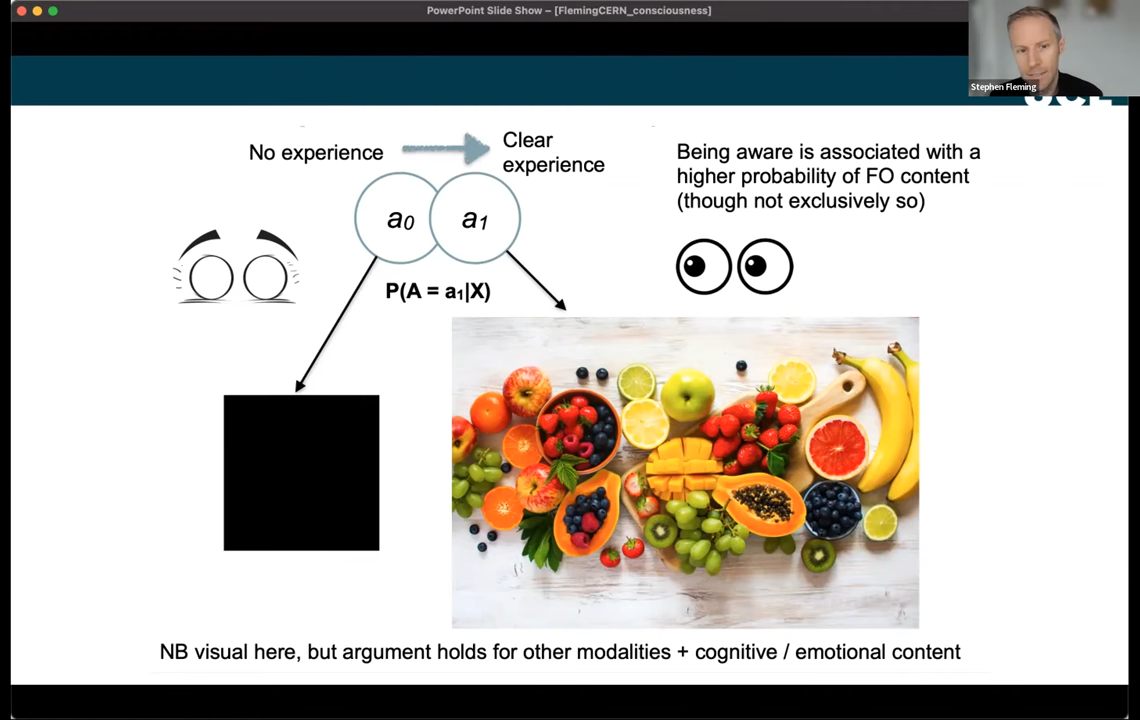 PowerPoint Slide Show – [FlemingCERN_consciousness]
Stephen Fleming
No experience
Clear
experience
Being aware is associated with a
higher probability of FO content
(though not exclusively so)
a0
a1
P(A = a1|X)
NB visual here, but argument holds for other modalities + cognitive / emotional content